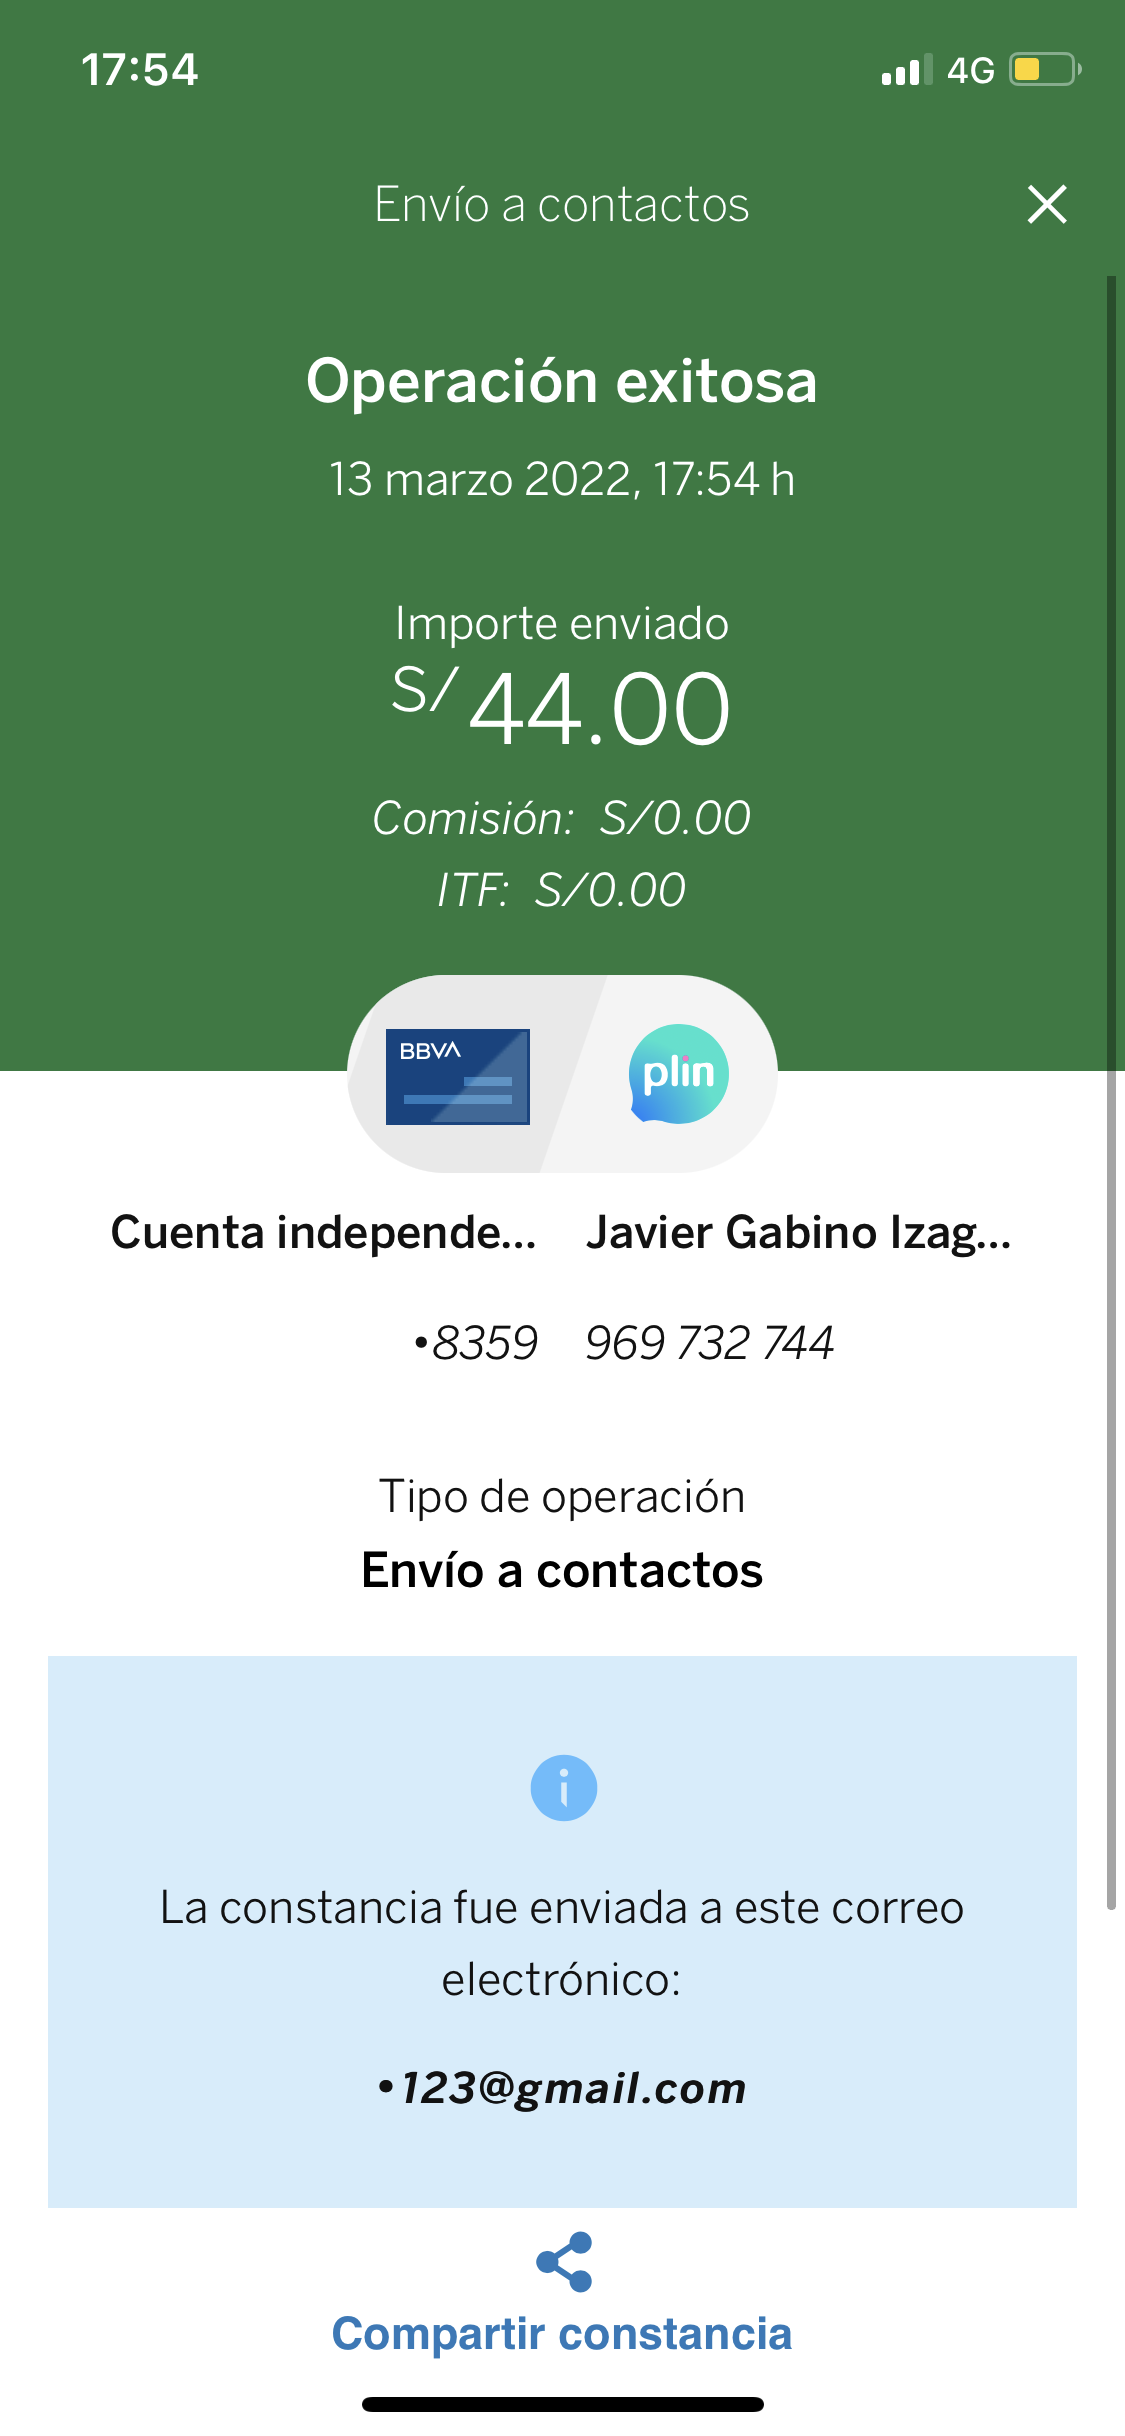 17:54
4G
Envío a contactos
Operación exitosa
13 marzo 2022, 17:54 h
Importe enviado
S/ 44.00
Comisión: S/0.00
ITF: S/0.00
BBVA
plin
Cuenta independe... Javier Gabino Izag...
•8359 969 732 744
Tipo de operación
Envío a contactos
La constancia fue enviada a este correo
electrónico:
•123@gmail.com
Compartir constancia